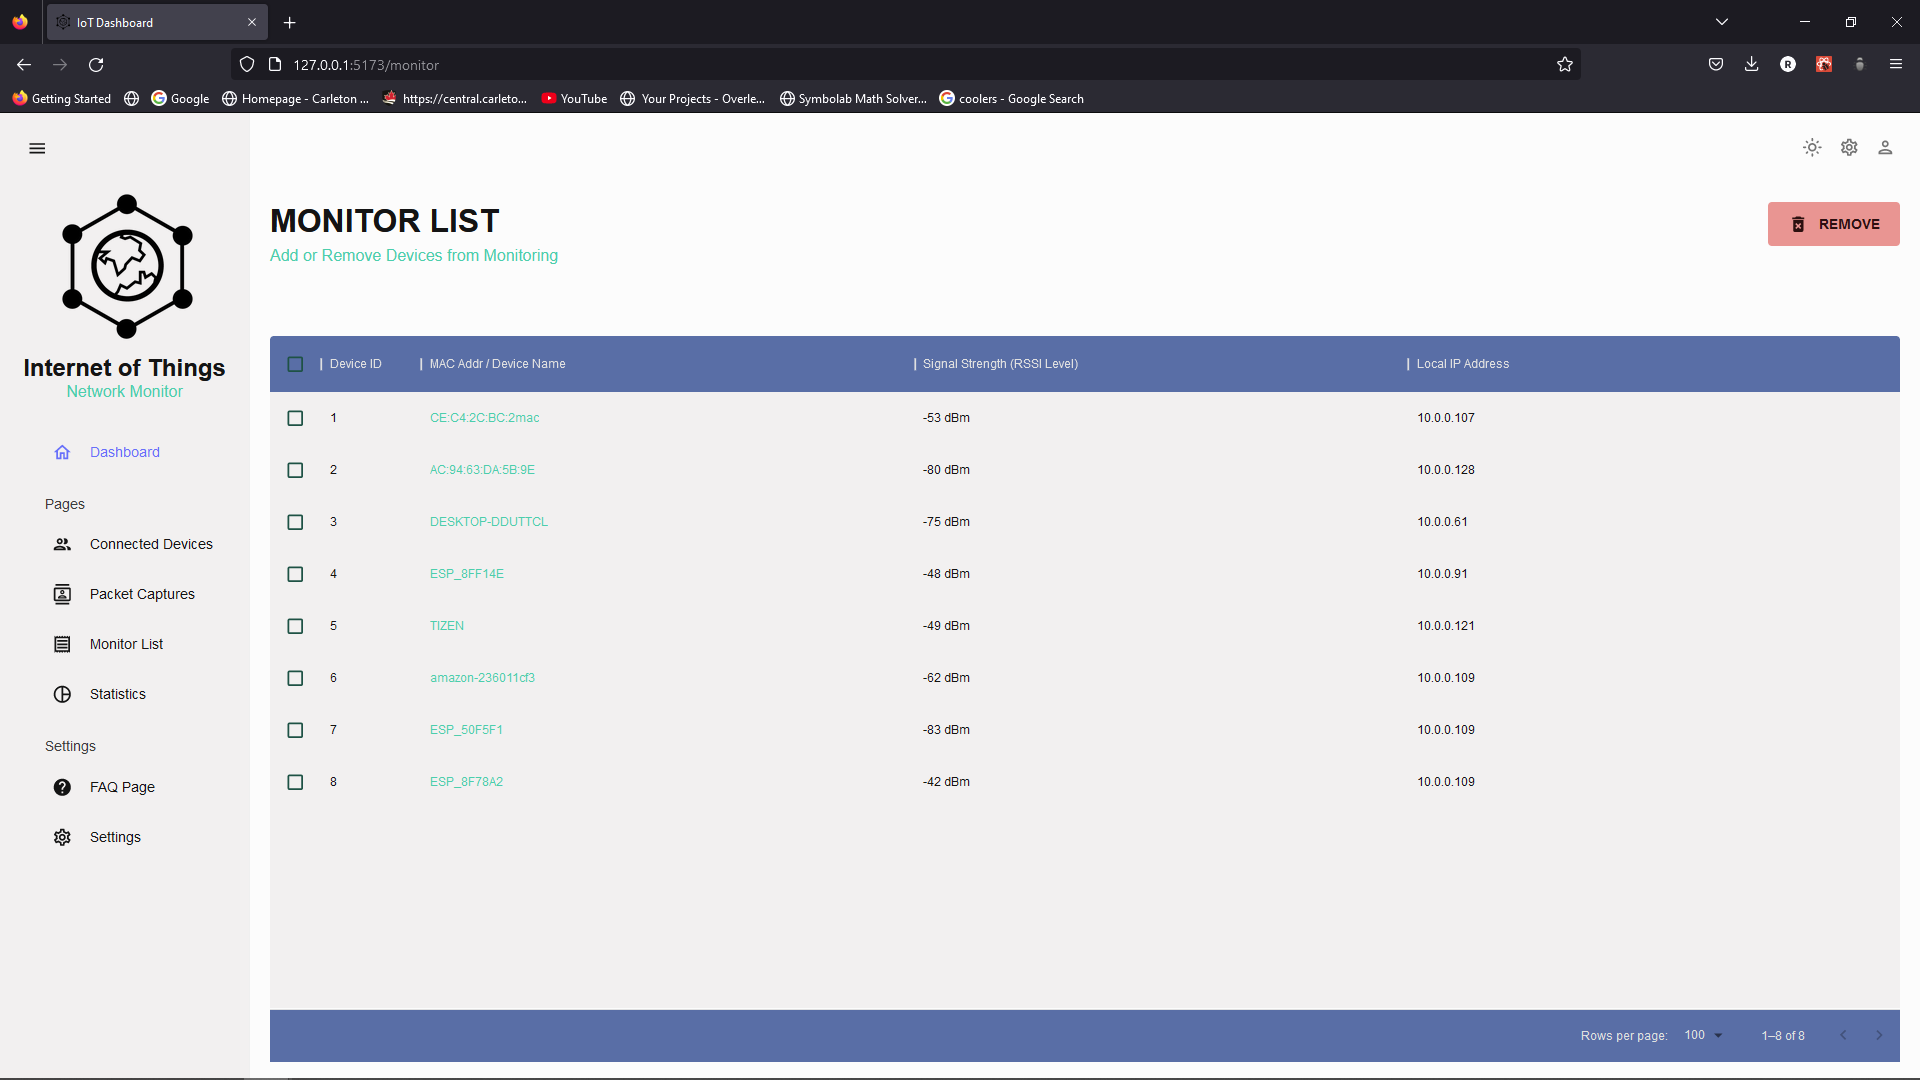 IoT Dashboard
127.0.0.1:5173/monitor
R
Getting Started Google Homepage - Carleton ... https://central.carleto... YouTube Your Projects - Overle... Symbolab Math Solver... coolers - Google Search
MONITOR LIST
Add or Remove Devices from Monitoring
REMOVE
Internet of Things
Network Monitor
Dashboard
Pages
Connected Devices
Packet Captures
Monitor List
Statistics
Settings
FAQ Page
Settings
Device ID MAC Addr / Device Name Signal Strength (RSSI Level) Local IP Address
1 CE:C4:2C:BC:2mac -53 dBm 10.0.0.107
2 AC:94:63:DA:5B:9E -80 dBm 10.0.0.128
3 DESKTOP-DDUTTCL -75 dBm 10.0.0.61
4 ESP_8FF14E -48 dBm 10.0.0.91
5 TIZEN -49 dBm 10.0.0.121
6 amazon-236011cf3 -62 dBm 10.0.0.109
7 ESP_50F5F1 -83 dBm 10.0.0.109
8 ESP_8F78A2 -42 dBm 10.0.0.109
Rows per page: 100 1–8 of 8